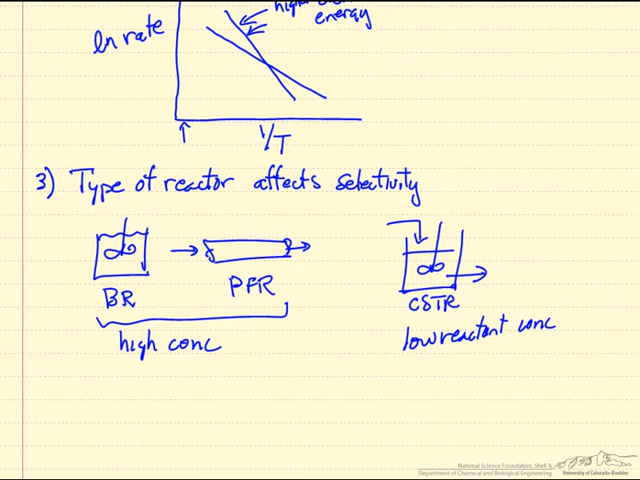 high
energy
ln rate
1/T
3) Type of reactor affects selectivity
BR
PFR
CSTR
high conc
low reactant conc
National Science Foundation, Shell &
Department of Chemical and Biological Engineering
University of Colorado-Boulder